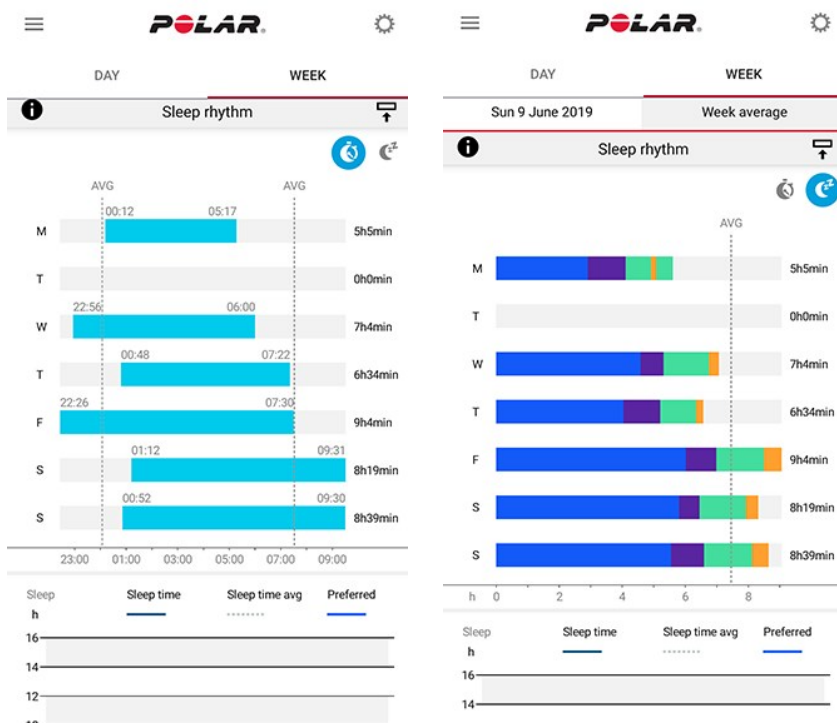 POLAR.
DAY WEEK
Sleep rhythm
AVG AVG
00:12 05:17
M 5h5min
T 0h0min
22:56 06:00
W 7h4min
00:48 07:22
T 6h34min
22:26 07:30
F 9h4min
01:12 09:31
S 8h19min
00:52 09:30
S 8h39min
23:00 01:00 03:00 05:00 07:00 09:00
Sleep Sleep time Sleep time avg Preferred
h
16
14
12
POLAR.
DAY WEEK
Sun 9 June 2019 Week average
Sleep rhythm
AVG
M 5h5min
T 0h0min
W 7h4min
T 6h34min
F 9h4min
S 8h19min
S 8h39min
h 0 2 4 6 8
Sleep Sleep time Sleep time avg Preferred
h
16
14